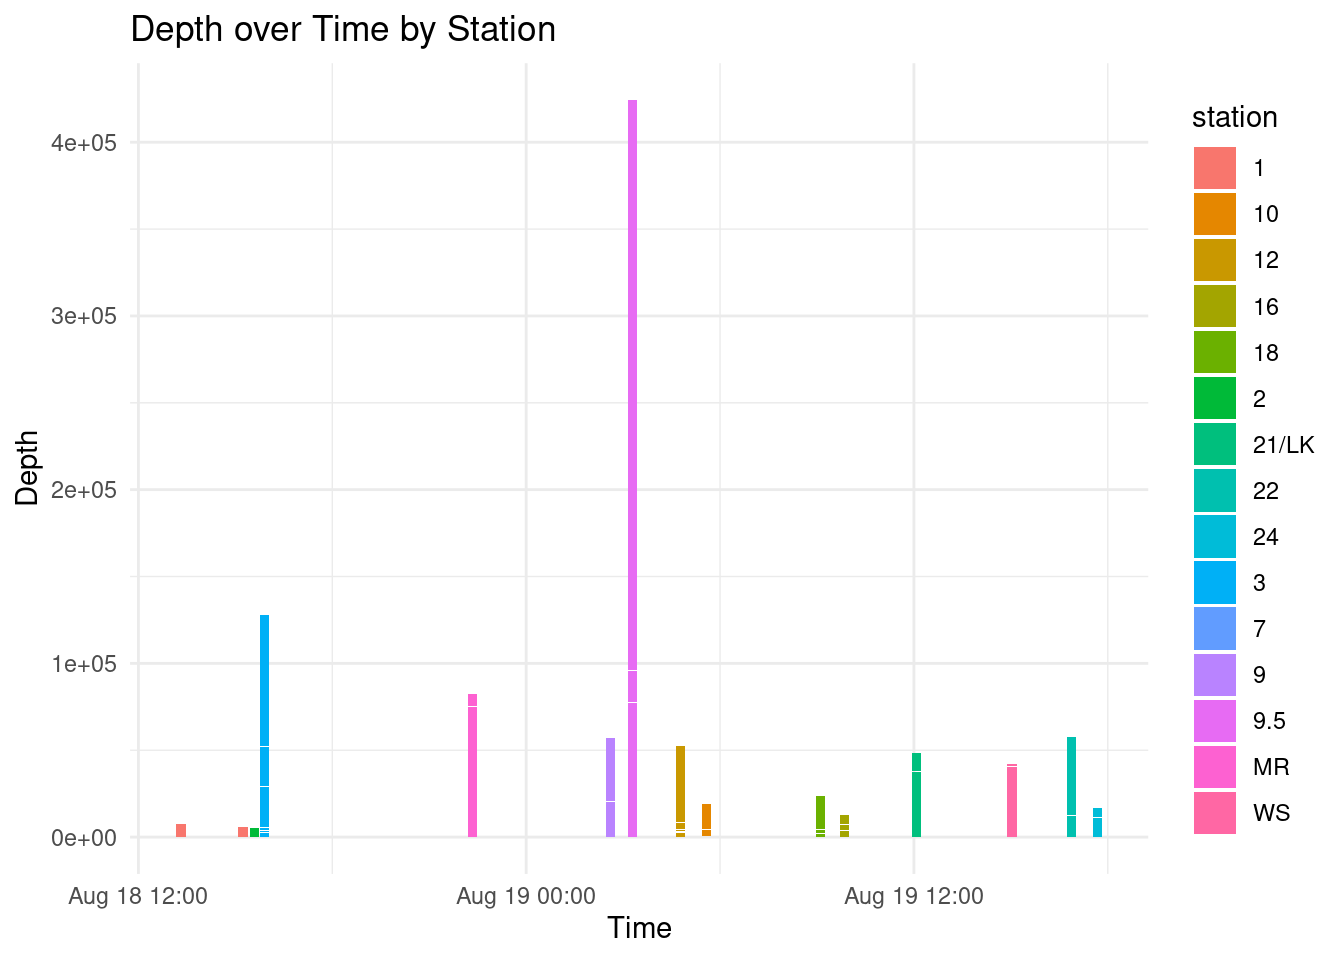 Depth over Time by Station
4e+05
3e+05
2e+05
1e+05
0e+00
Depth
Aug 18 12:00
Aug 19 00:00
Aug 19 12:00
Time
station
1
10
12
16
18
2
21/LK
22
24
3
7
9
9.5
MR
WS